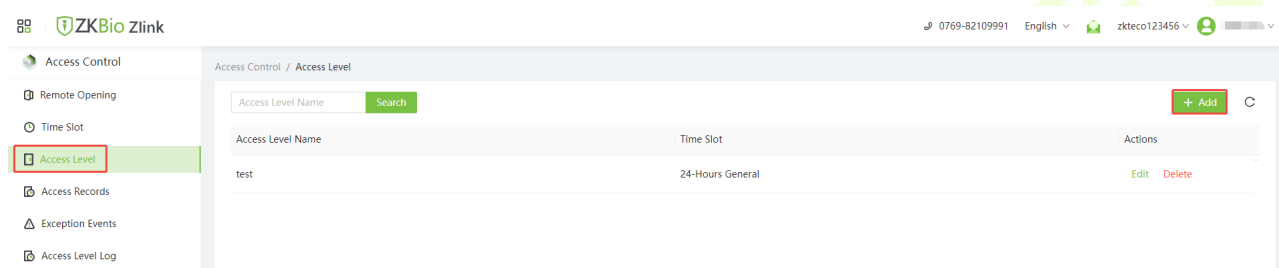 ZKBio Zlink
0769-82109991 English zkteco123456
Access Control
Access Control / Access Level
Remote Opening
Access Level Name Search + Add
Time Slot
Access Level Name Time Slot Actions
Access Level
test 24-Hours General Edit Delete
Access Records
Exception Events
Access Level Log